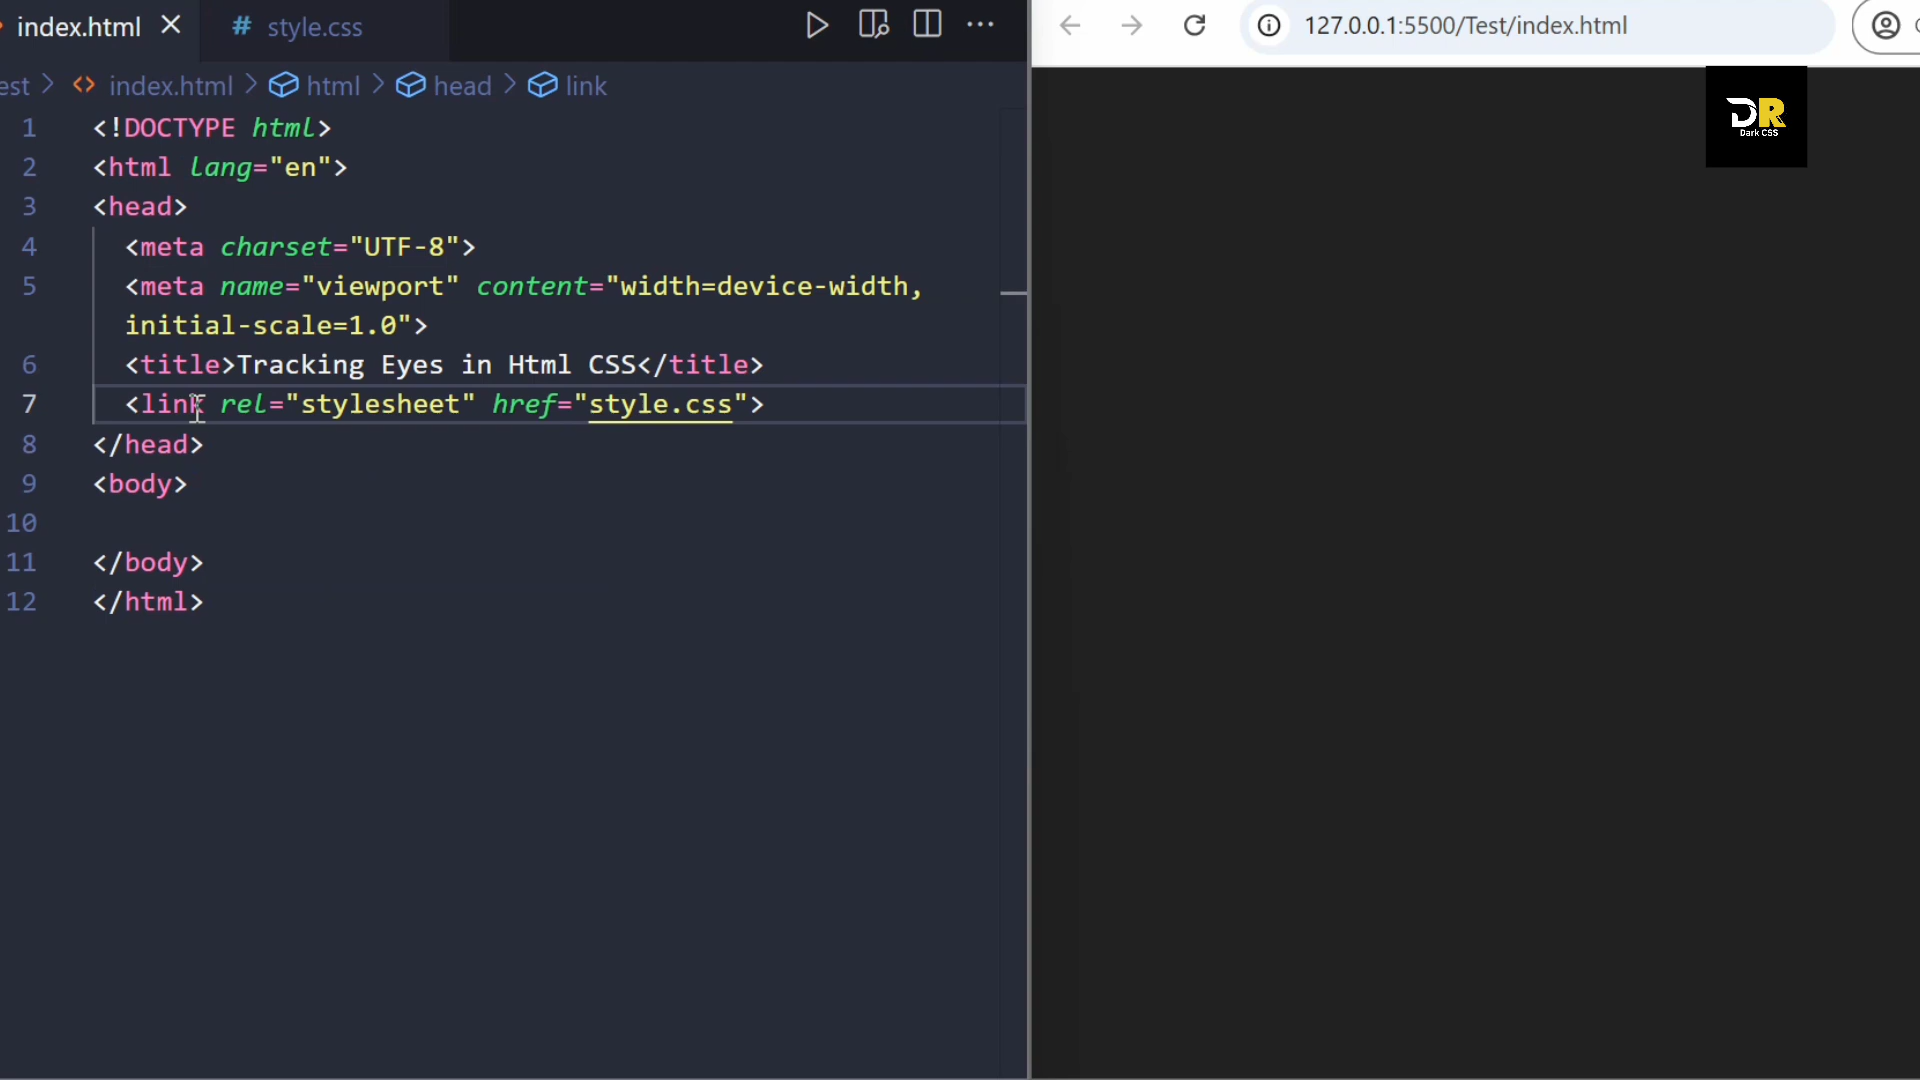 index.html
# style.css
127.0.0.1:5500/Test/index.html
est > <> index.html > html > head > link
DR
Dark CSS
1 <!DOCTYPE html>
2 <html lang="en">
3 <head>
4 <meta charset="UTF-8">
5 <meta name="viewport" content="width=device-width,
initial-scale=1.0">
6 <title>Tracking Eyes in Html CSS</title>
7 <link rel="stylesheet" href="style.css">
8 </head>
9 <body>
10
11 </body>
12 </html>